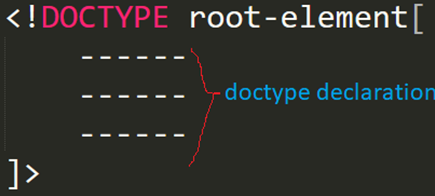 <!DOCTYPE root-element[
------
------ doctype declaration
------
]>